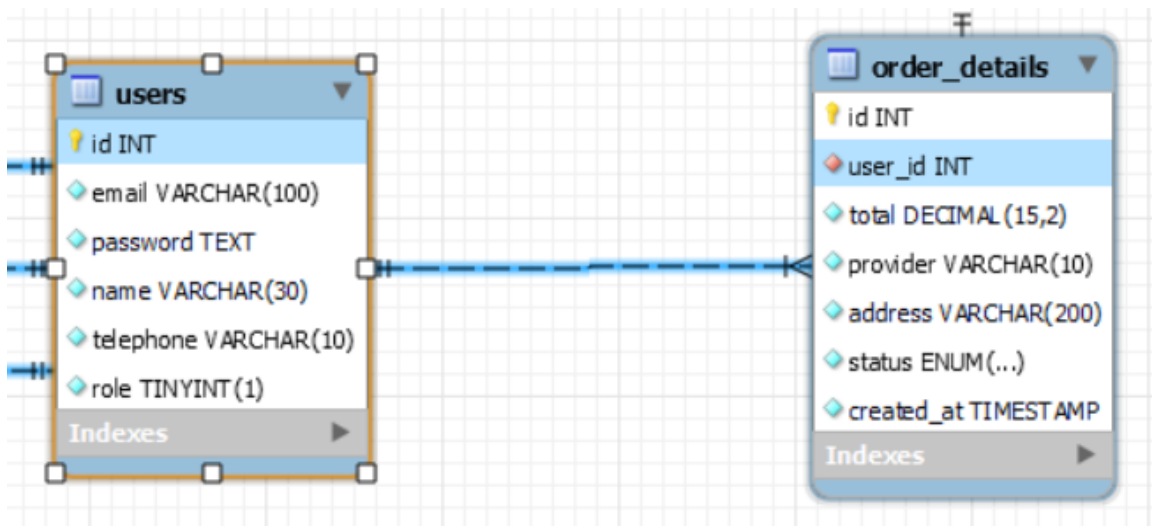 users
id INT
email VARCHAR(100)
password TEXT
name VARCHAR(30)
telephone VARCHAR(10)
role TINYINT(1)
Indexes
order_details
id INT
user_id INT
total DECIMAL(15,2)
provider VARCHAR(10)
address VARCHAR(200)
status ENUM(...)
created_at TIMESTAMP
Indexes